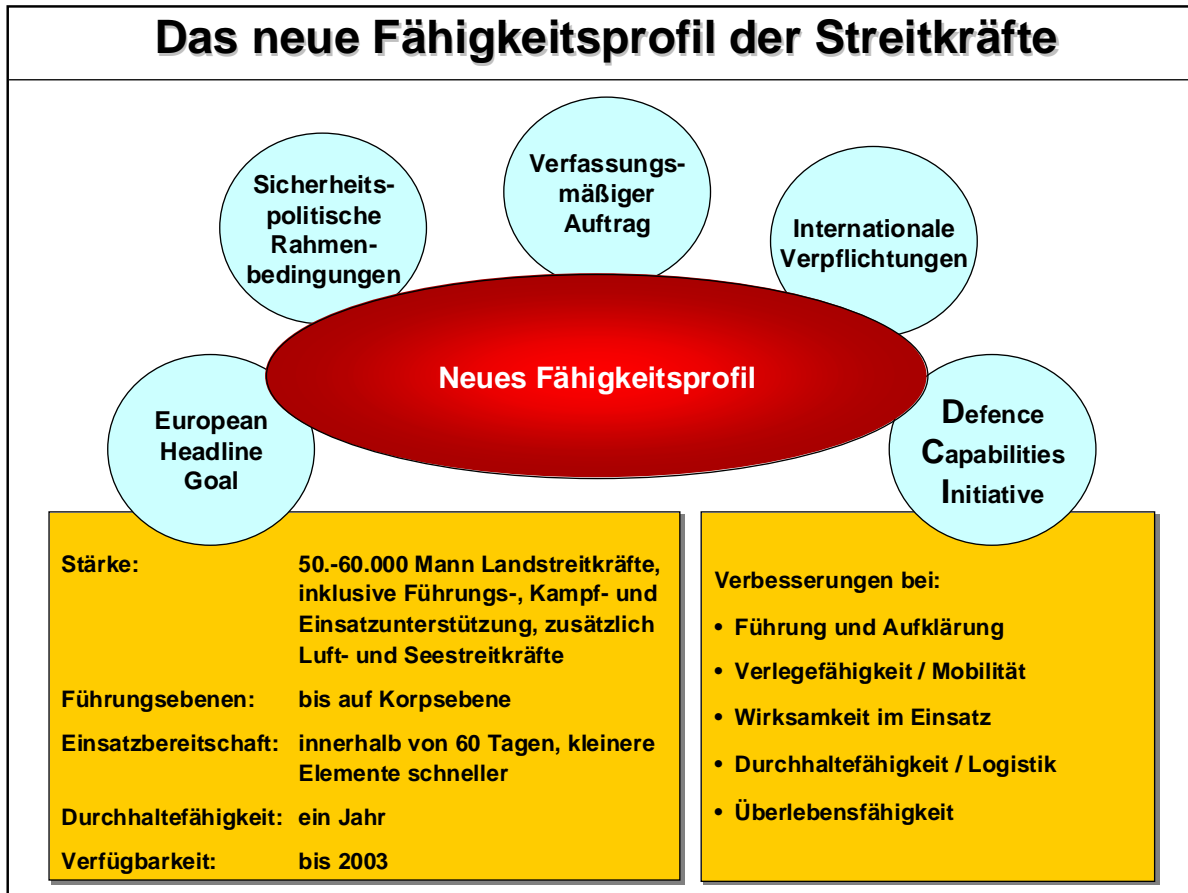 Das neue Fähigkeitsprofil der Streitkräfte
Sicherheits-
politische
Rahmen-
bedingungen
Verfassungs-
mäßiger
Auftrag
Internationale
Verpflichtungen
Neues Fähigkeitsprofil
European
Headline
Goal
Defence
Capabilities
Initiative
Stärke: 50.-60.000 Mann Landstreitkräfte,
inklusive Führungs-, Kampf- und
Einsatzunterstützung, zusätzlich
Luft- und Seestreitkräfte
Führungsebenen: bis auf Korpsebene
Einsatzbereitschaft: innerhalb von 60 Tagen, kleinere
Elemente schneller
Durchhaltefähigkeit: ein Jahr
Verfügbarkeit: bis 2003
Verbesserungen bei:
• Führung und Aufklärung
• Verlegefähigkeit / Mobilität
• Wirksamkeit im Einsatz
• Durchhaltefähigkeit / Logistik
• Überlebensfähigkeit